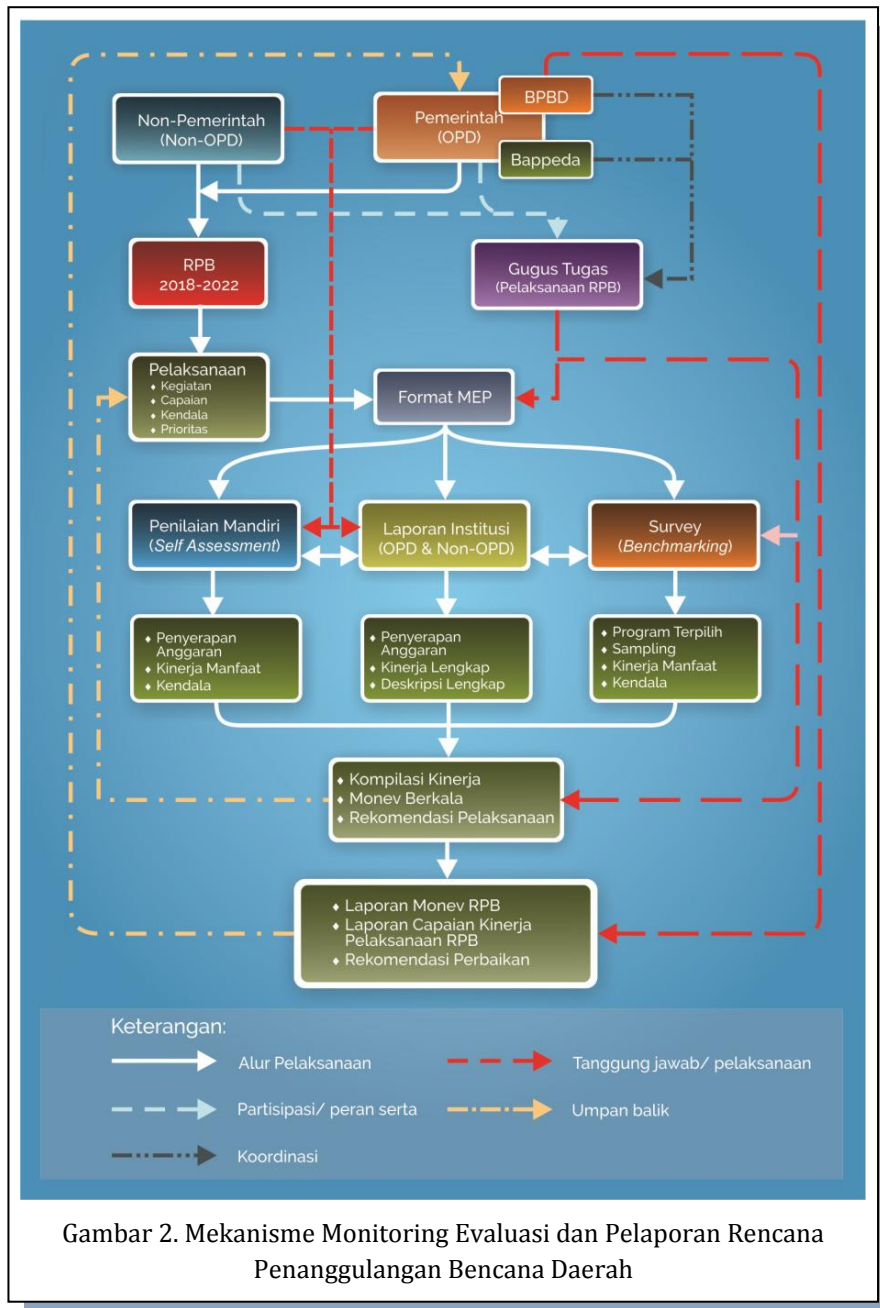 BPBD
Non-Pemerintah
(Non-OPD)
Pemerintah
(OPD)
Bappeda
RPB
2018-2022
Gugus Tugas
(Pelaksanaan RPB)
Pelaksanaan
♦ Kegiatan
♦ Capaian
♦ Kendala
♦ Prioritas
Format MEP
Penilaian Mandiri
(Self Assessment)
Laporan Institusi
(OPD & Non-OPD)
Survey
(Benchmarking)
♦ Penyerapan
Anggaran
♦ Kinerja Manfaat
♦ Kendala
♦ Penyerapan
Anggaran
♦ Kinerja Lengkap
♦ Deskripsi Lengkap
♦ Program Terpilih
♦ Sampling
♦ Kinerja Manfaat
♦ Kendala
♦ Kompilasi Kinerja
♦ Monev Berkala
♦ Rekomendasi Pelaksanaan
♦ Laporan Monev RPB
♦ Laporan Capaian Kinerja
Pelaksanaan RPB
♦ Rekomendasi Perbaikan
Keterangan:
Alur Pelaksanaan
Tanggung jawab/ pelaksanaan
Partisipasi/ peran serta
Umpan balik
Koordinasi
Gambar 2. Mekanisme Monitoring Evaluasi dan Pelaporan Rencana
Penanggulangan Bencana Daerah